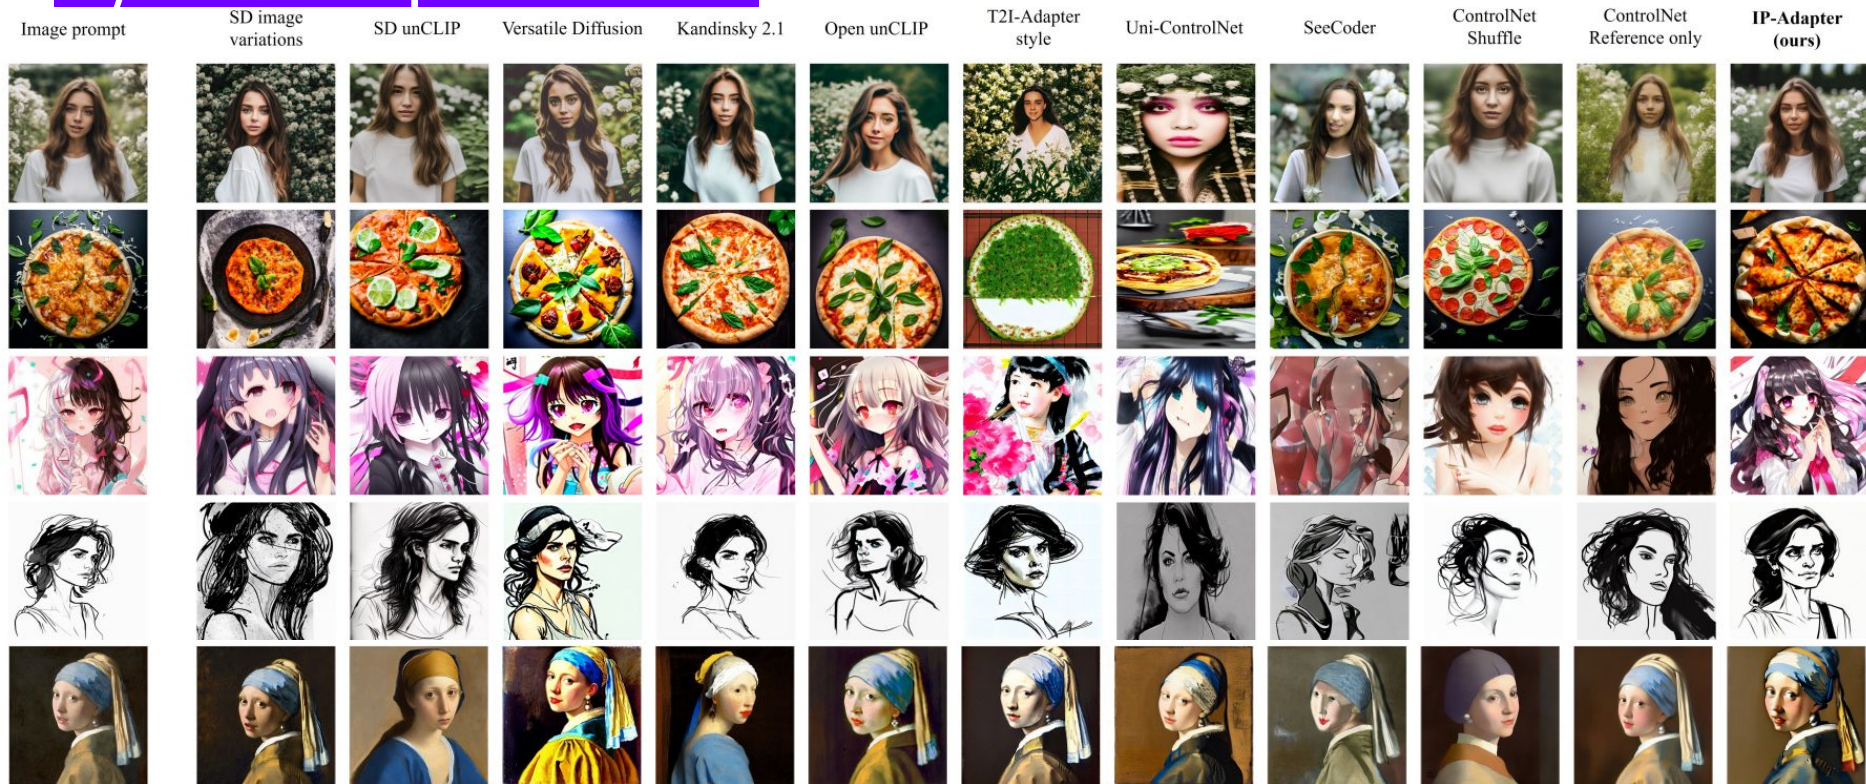 Image prompt
SD image
variations
SD unCLIP
Versatile Diffusion
Kandinsky 2.1
Open unCLIP
T2I-Adapter
style
Uni-ControlNet
SeeCoder
ControlNet
Shuffle
ControlNet
Reference only
IP-Adapter
(ours)